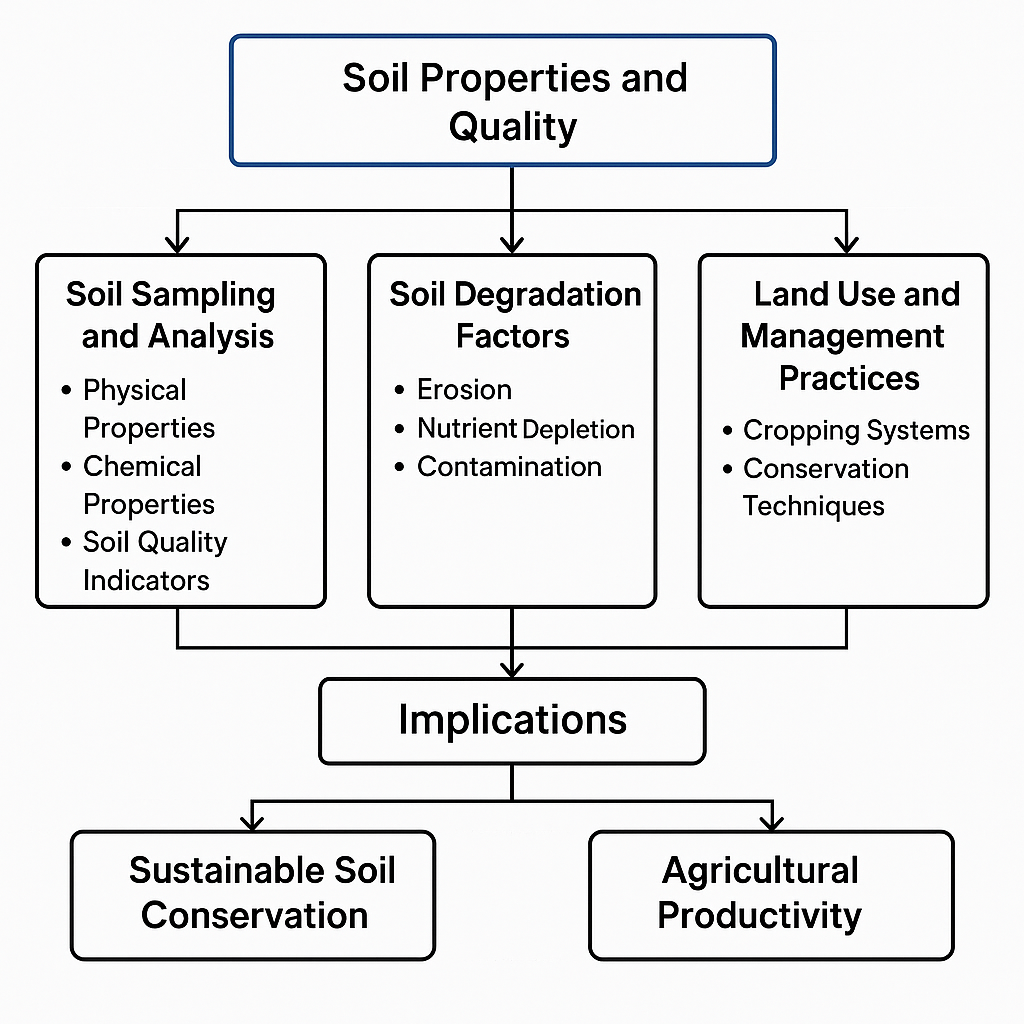 Soil Properties and
Quality
Soil Sampling
and Analysis
• Physical
Properties
• Chemical
Properties
• Soil Quality
Indicators
Soil Degradation
Factors
• Erosion
• Nutrient Depletion
• Contamination
Land Use and
Management
Practices
• Cropping Systems
• Conservation
Techniques
Implications
Sustainable Soil
Conservation
Agricultural
Productivity